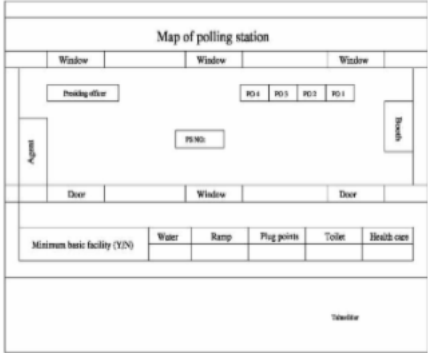 Map of polling station
Window Window Window
Presiding officer PO 4 PO 3 PO 2 PO 1
Agent PS NO: Booth
Door Window Door
Minimum basic facility (Y/N) Water Ramp Plug points Toilet Health care